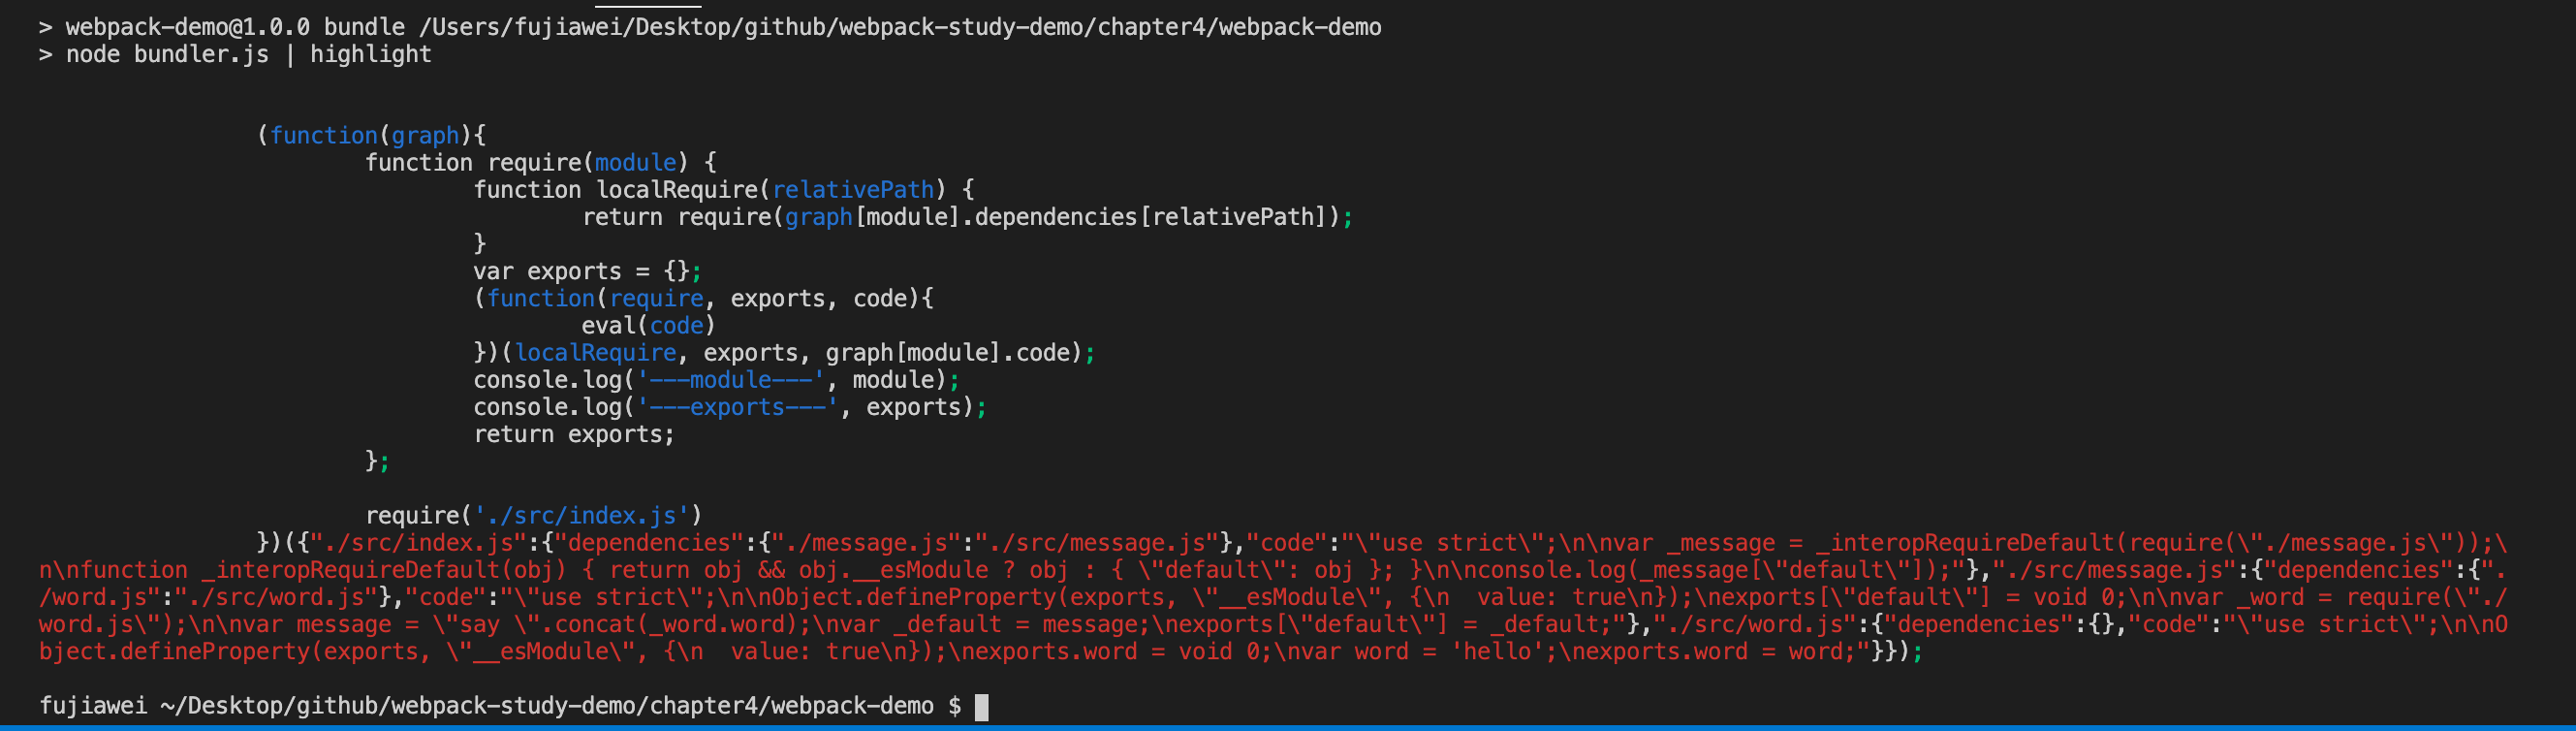 > webpack-demo@1.0.0 bundle /Users/fujiawei/Desktop/github/webpack-study-demo/chapter4/webpack-demo
> node bundler.js | highlight
(function(graph){
function require(module) {
function localRequire(relativePath) {
return require(graph[module].dependencies[relativePath]);
}
var exports = {};
(function(require, exports, code){
eval(code)
})(localRequire, exports, graph[module].code);
console.log('---module---', module);
console.log('---exports---', exports);
return exports;
};
require('./src/index.js')
})({"./src/index.js":{"dependencies":{"./message.js":"./src/message.js"},"code":"\"use strict\";\n\nvar _message = _interopRequireDefault(require(\"./message.js\"));\
n\nfunction _interopRequireDefault(obj) { return obj && obj.__esModule ? obj : { \"default\": obj }; }\n\nconsole.log(_message[\"default\"]);"},"./src/message.js":{"dependencies":{".
/word.js":"./src/word.js"},"code":"\"use strict\";\n\nObject.defineProperty(exports, \"__esModule\", {\n  value: true\n});\nexports[\"default\"] = void 0;\n\nvar _word = require(\"./
word.js\");\n\nvar message = \"say \".concat(_word.word);\nvar _default = message;\nexports[\"default\"] = _default;"},"./src/word.js":{"dependencies":{},"code":"\"use strict\";\n\nO
bject.defineProperty(exports, \"__esModule\", {\n  value: true\n});\nexports.word = void 0;\nvar word = 'hello';\nexports.word = word;"}});
fujiawei ~/Desktop/github/webpack-study-demo/chapter4/webpack-demo $